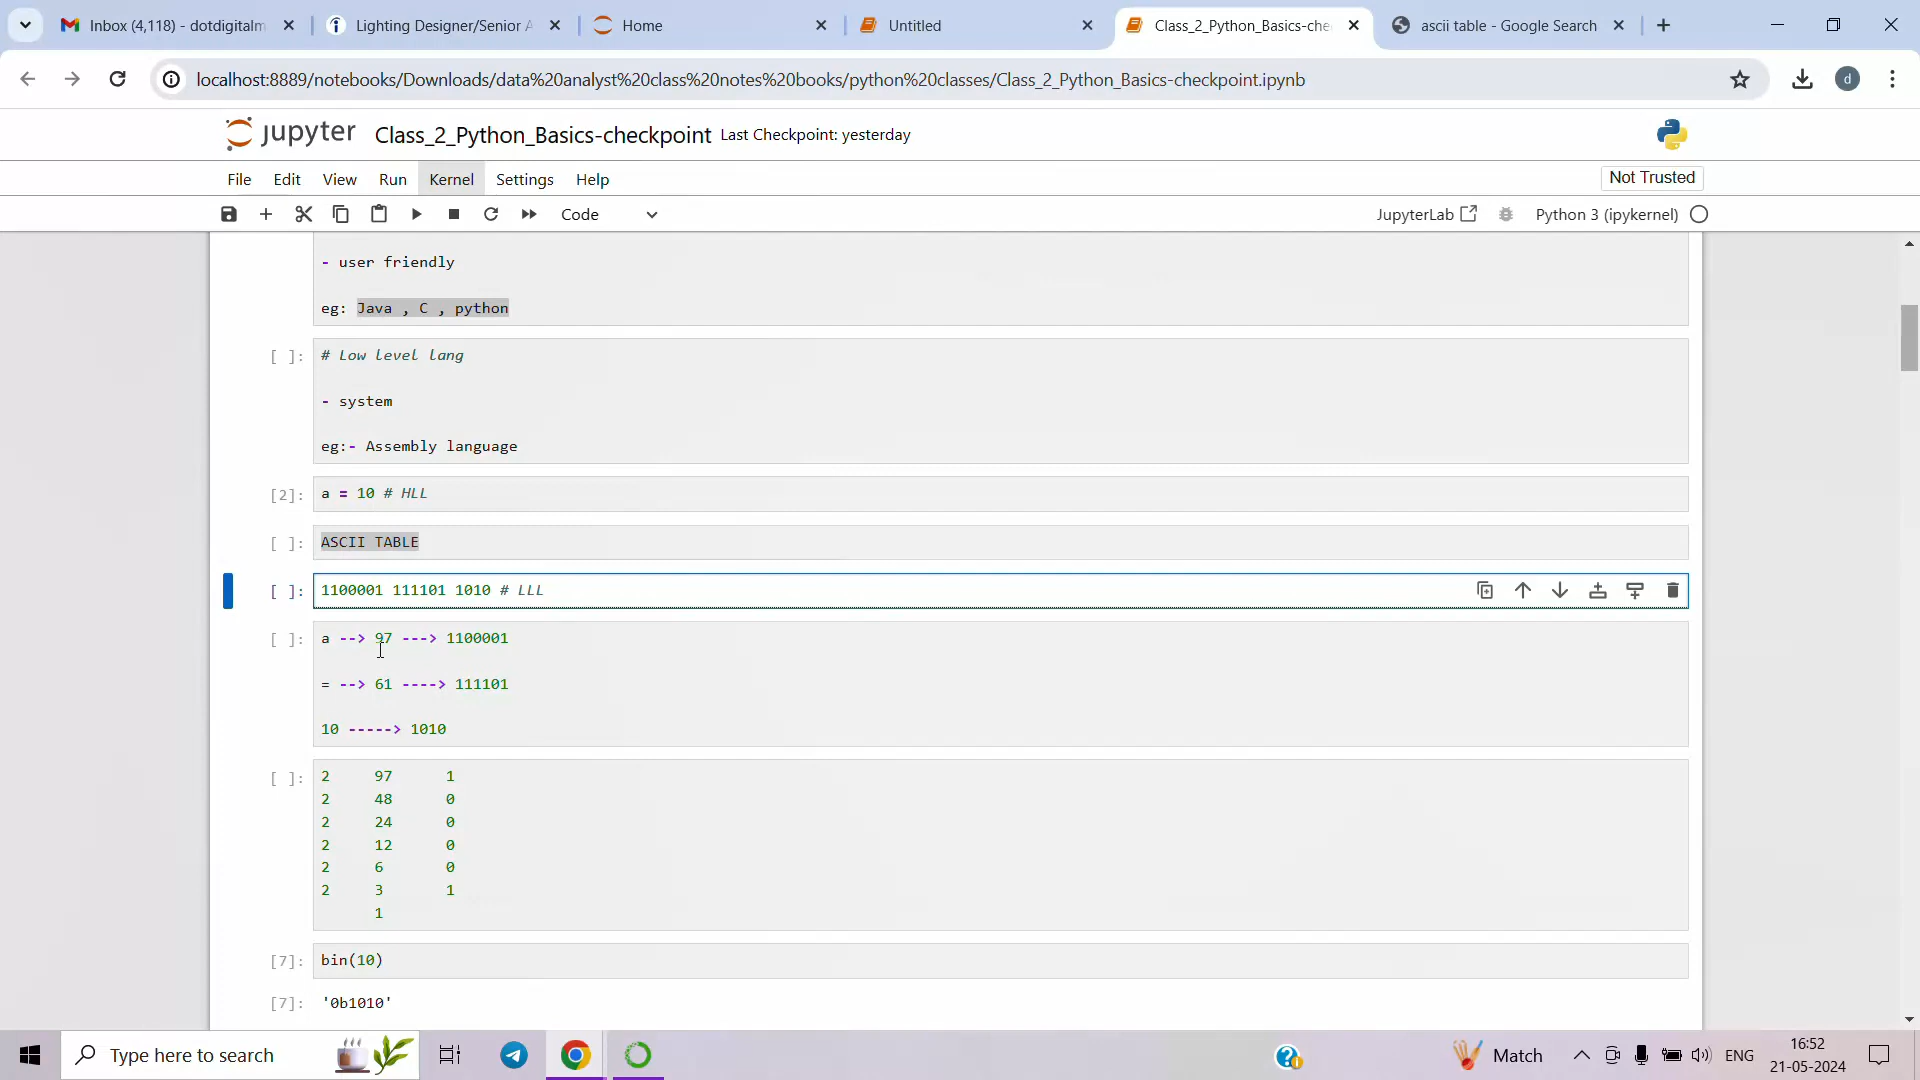 Inbox (4,118) - dotdigitalm
Lighting Designer/Senior A
Home
Untitled
Class_2_Python_Basics-che
ascii table - Google Search
localhost:8889/notebooks/Downloads/data%20analyst%20class%20notes%20books/python%20classes/Class_2_Python_Basics-checkpoint.ipynb
d
jupyter Class_2_Python_Basics-checkpoint Last Checkpoint: yesterday
File Edit View Run Kernel Settings Help
Not Trusted
Code
JupyterLab
Python 3 (ipykernel)
- user friendly
eg: Java , C , python
[ ]: # Low level lang
- system
eg:- Assembly language
[2]: a = 10 # HLL
[ ]: ASCII TABLE
[ ]: 1100001 111101 1010 # LLL
[ ]: a --> 97 ---> 1100001
= --> 61 ----> 111101
10 -----> 1010
[ ]: 2 97 1
2 48 0
2 24 0
2 12 0
2 6 0
2 3 1
1
[7]: bin(10)
[7]: '0b1010'
Type here to search
Match
ENG
16:52
21-05-2024